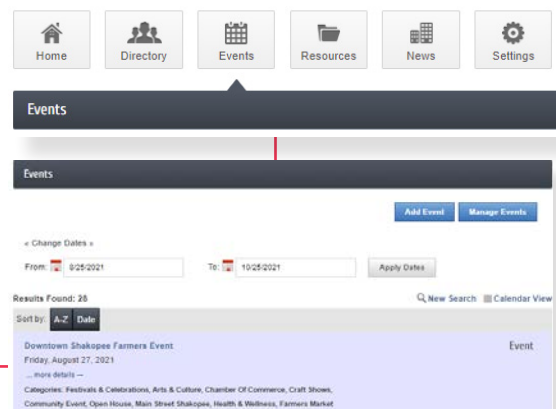 Home Directory Events Resources News Settings
Events
Events
Add Event Manage Events
« Change Dates »
From: 8/25/2021 To: 10/25/2021 Apply Dates
Results Found: 28 New Search Calendar View
Sort by: A-Z Date
Downtown Shakopee Farmers Event Event
Friday, August 27, 2021
... more details ---
Categories: Festivals & Celebrations, Arts & Culture, Chamber Of Commerce, Craft Shows,
Community Event, Open House, Main Street Shakopee, Health & Wellness, Farmers Market